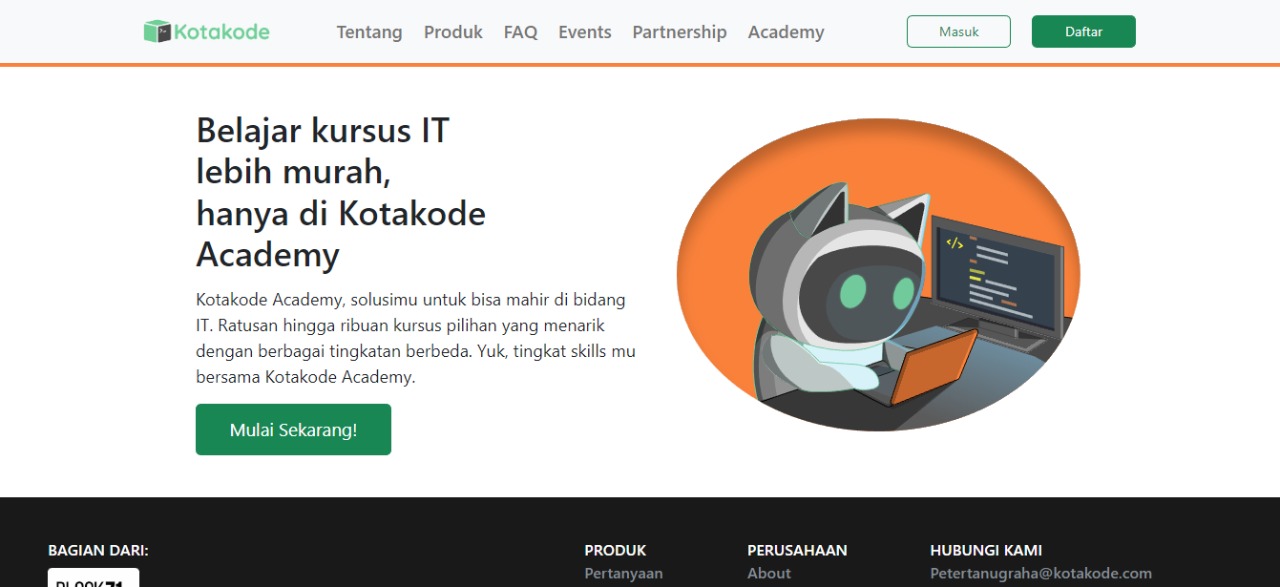 Kotakode
Tentang Produk FAQ Events Partnership Academy
Masuk
Daftar
Belajar kursus IT
lebih murah,
hanya di Kotakode
Academy
Kotakode Academy, solusimu untuk bisa mahir di bidang
IT. Ratusan hingga ribuan kursus pilihan yang menarik
dengan berbagai tingkatan berbeda. Yuk, tingkat skills mu
bersama Kotakode Academy.
Mulai Sekarang!
</>
BAGIAN DARI:
PRODUK
Pertanyaan
PERUSAHAAN
About
HUBUNGI KAMI
Petertanugraha@kotakode.com